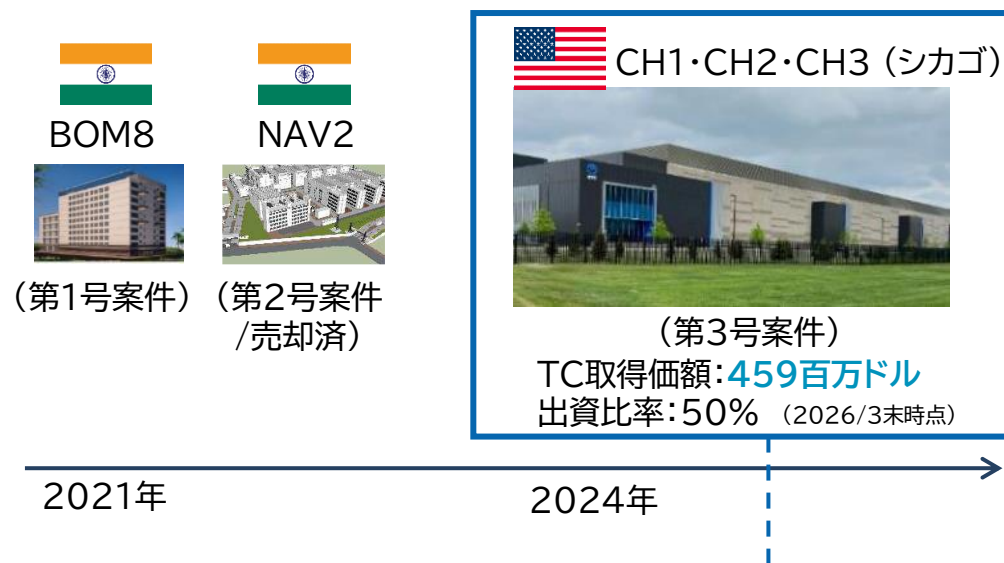 BOM8
NAV2
(第1号案件)
(第2号案件
/売却済)
CH1・CH2・CH3 (シカゴ)
(第3号案件)
TC取得価額:459百万ドル
出資比率:50% (2026/3末時点)
2021年
2024年